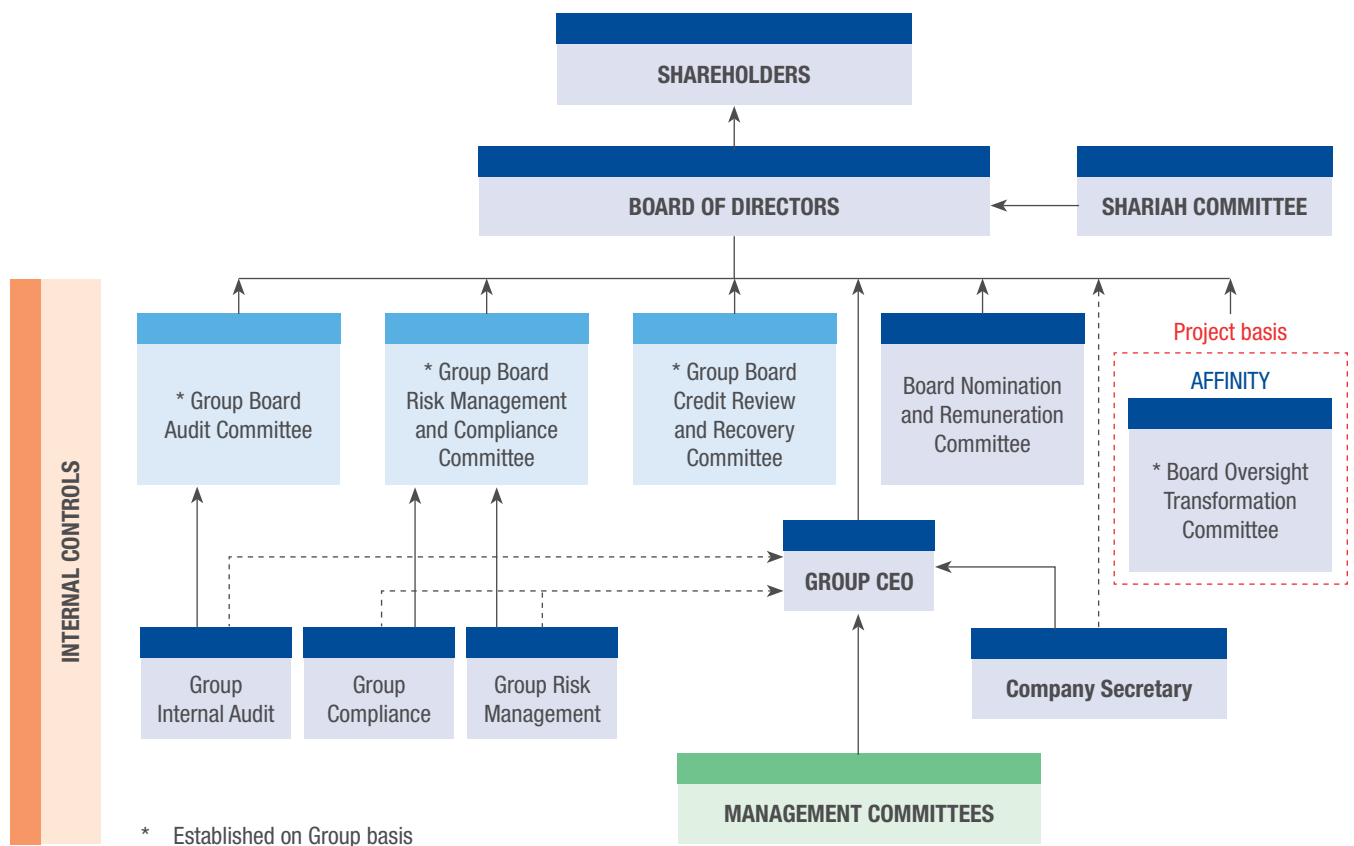 SHAREHOLDERS
BOARD OF DIRECTORS
SHARIAH COMMITTEE
INTERNAL CONTROLS
* Group Board
Audit Committee
* Group Board
Risk Management
and Compliance
Committee
* Group Board
Credit Review
and Recovery
Committee
Board Nomination
and Remuneration
Committee
Project basis
AFFINITY
* Board Oversight
Transformation
Committee
GROUP CEO
Group
Internal Audit
Group
Compliance
Group Risk
Management
Company Secretary
MANAGEMENT COMMITTEES
* Established on Group basis